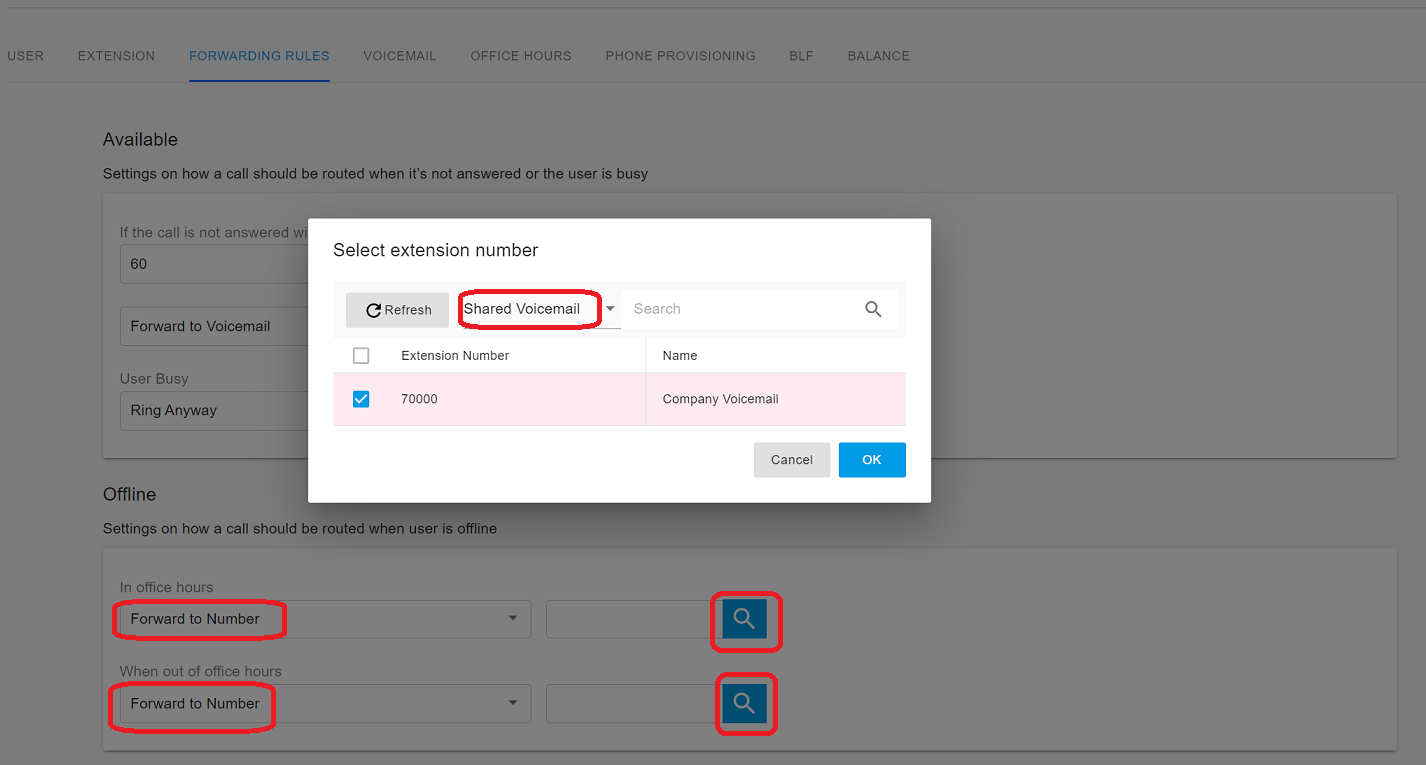 USER EXTENSION FORWARDING RULES VOICEMAIL OFFICE HOURS PHONE PROVISIONING BLF BALANCE
Available
Settings on how a call should be routed when it's not answered or the user is busy
If the call is not answered
60
Forward to Voicemail
User Busy
Ring Anyway
Select extension number
Refresh Shared Voicemail Search
Extension Number Name
70000 Company Voicemail
Cancel OK
Offline
Settings on how a call should be routed when user is offline
In office hours
Forward to Number
When out of office hours
Forward to Number